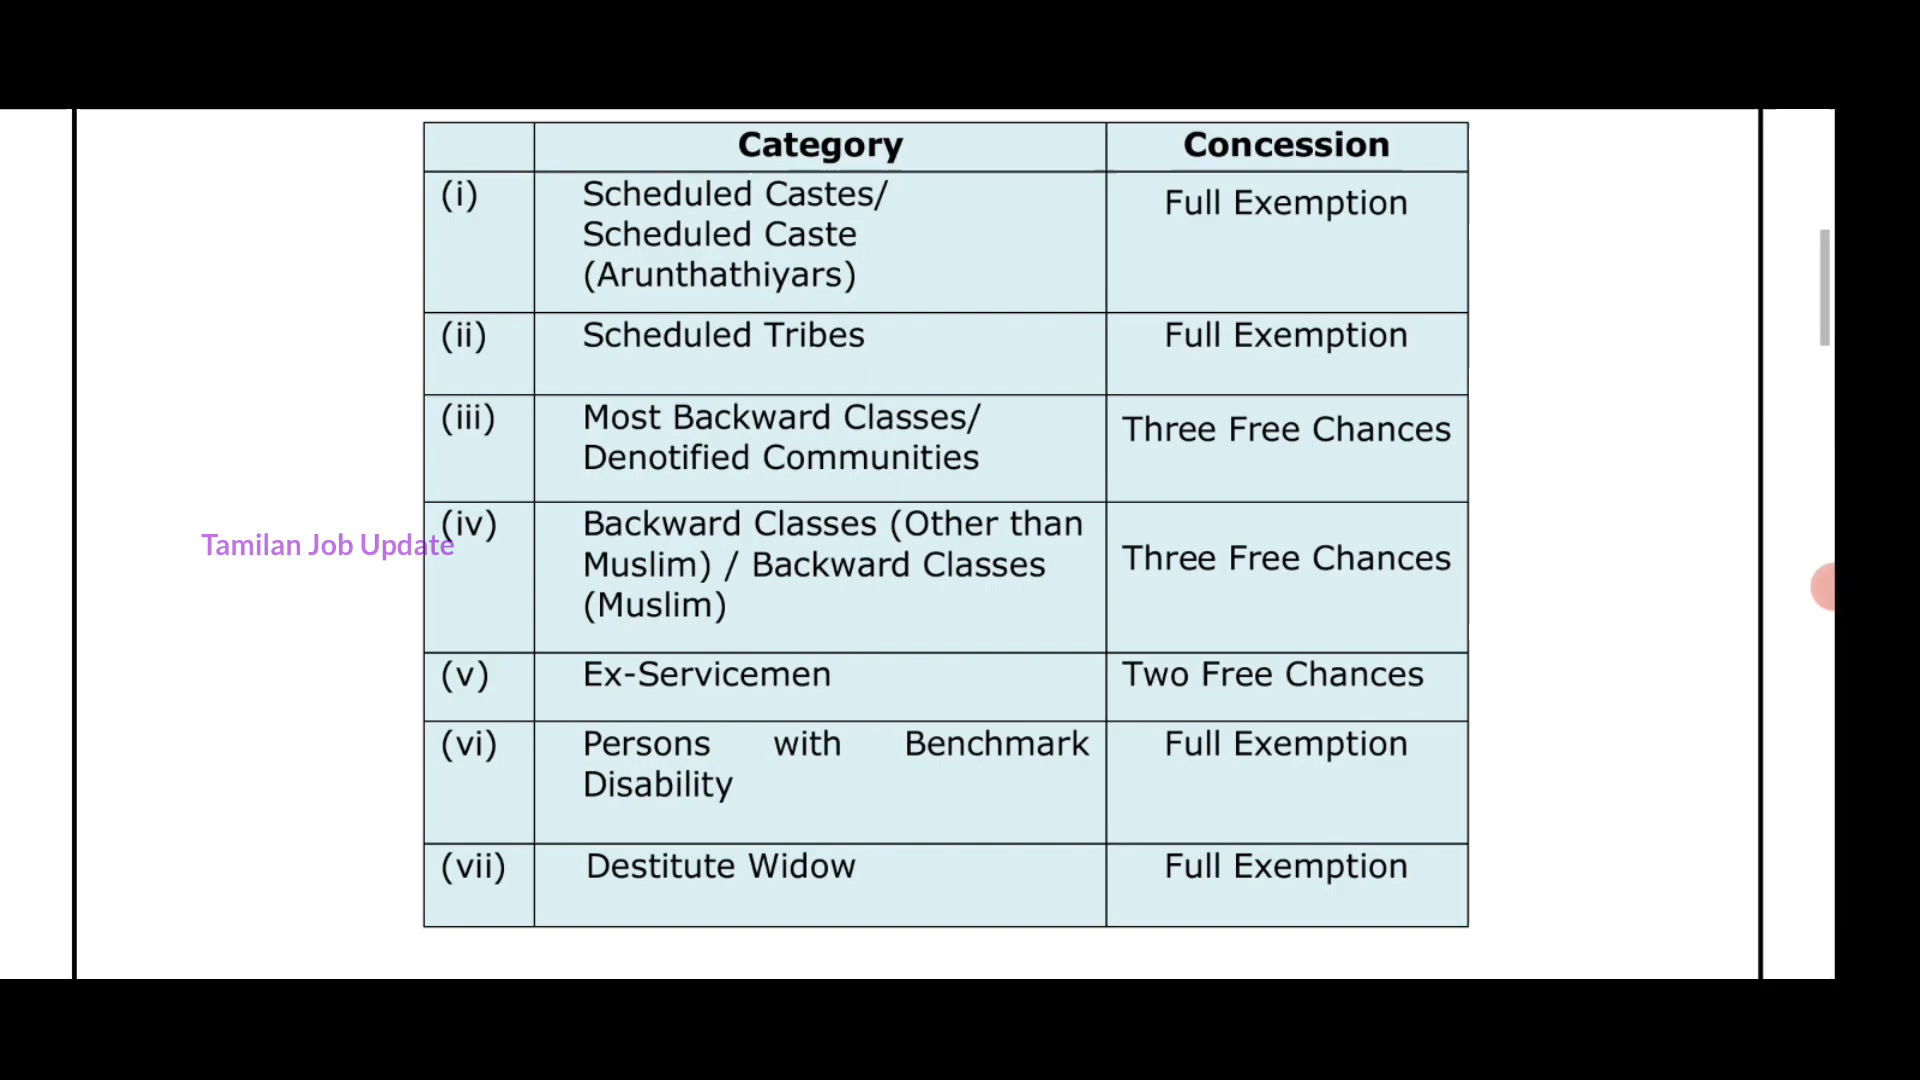 Category Concession
(i) Scheduled Castes/ Full Exemption
Scheduled Caste
(Arunthathiyars)
(ii) Scheduled Tribes Full Exemption
(iii) Most Backward Classes/ Three Free Chances
Denotified Communities
(iv) Backward Classes (Other than
Muslim) / Backward Classes Three Free Chances
(Muslim)
Tamilan Job Update
(v) Ex-Servicemen Two Free Chances
(vi) Persons with Benchmark Full Exemption
Disability
(vii) Destitute Widow Full Exemption